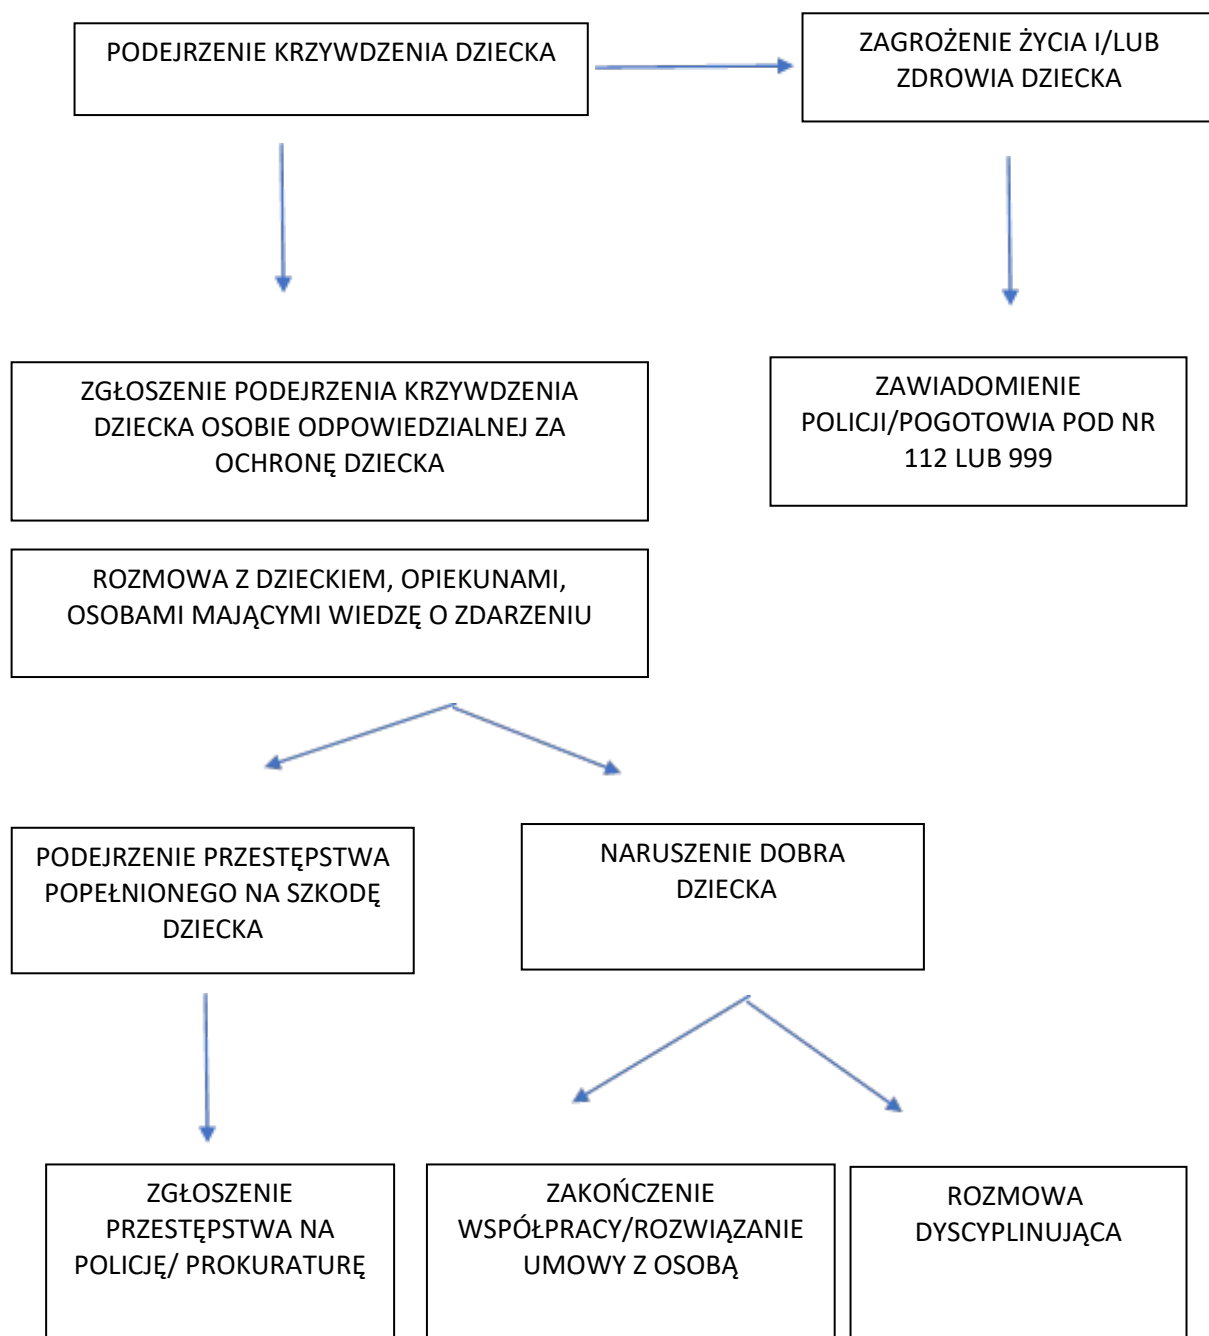 PODEJRZENIE KRZYWDZENIA DZIECKA
ZAGROŻENIE ŻYCIA I/LUB
ZDROWIA DZIECKA
ZGŁOSZENIE PODEJRZENIA KRZYWDZENIA
DZIECKA OSOBIE ODPOWIEDZIALNEJ ZA
OCHRONĘ DZIECKA
ZAWIADOMIENIE
POLICJI/POGOTOWIA POD NR
112 LUB 999
ROZMOWA Z DZIECKIEM, OPIEKUNAMI,
OSOBAMI MAJĄCYMI WIEDZĘ O ZDARZENIU
PODEJRZENIE PRZESTĘPSTWA
POPEŁNIONEGO NA SZKODĘ
DZIECKA
NARUSZENIE DOBRA
DZIECKA
ZGŁOSZENIE
PRZESTĘPSTWA NA
POLICJĘ/ PROKURATURĘ
ZAKOŃCZENIE
WSPÓŁPRACY/ROZWIĄZANIE
UMOWY Z OSOBĄ
ROZMOWA
DYSCYPLINUJĄCA